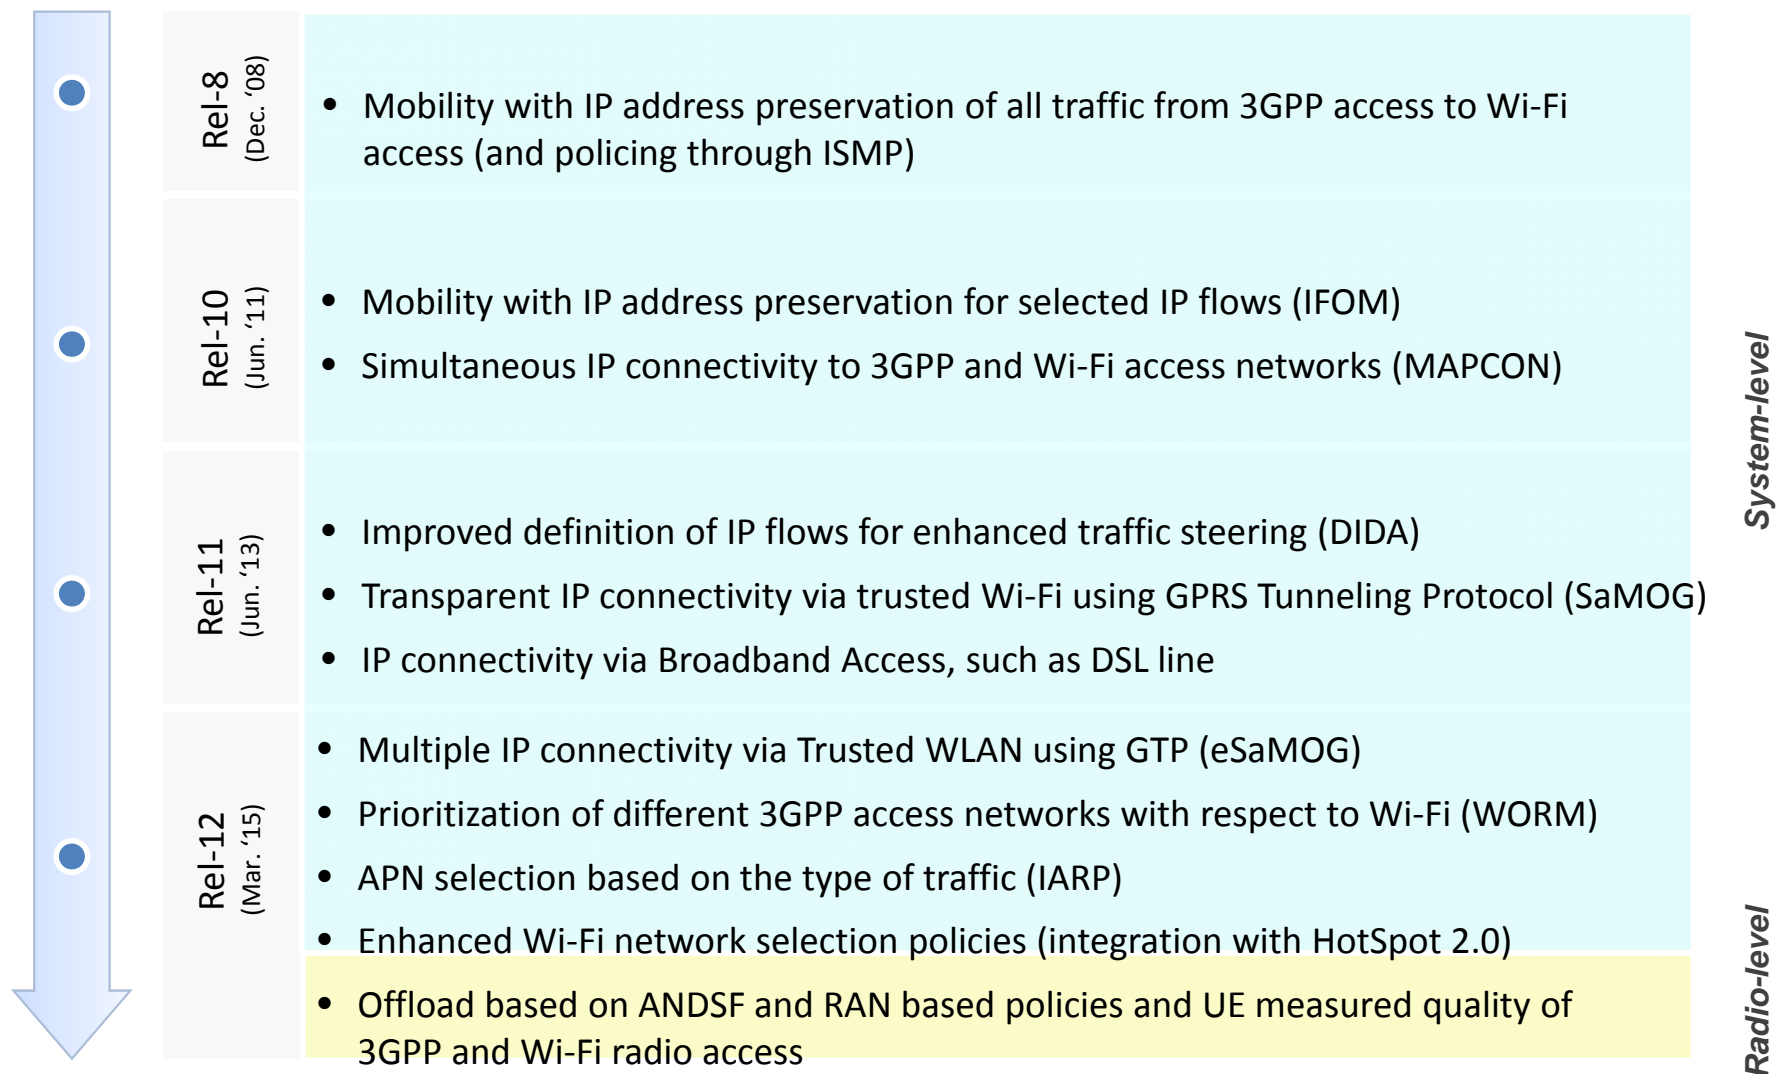 Rel-8
(Dec. ‘08)
• Mobility with IP address preservation of all traffic from 3GPP access to Wi-Fi
access (and policing through ISMP)
Rel-10
(Jun. ‘11)
• Mobility with IP address preservation for selected IP flows (IFOM)
• Simultaneous IP connectivity to 3GPP and Wi-Fi access networks (MAPCON)
Rel-11
(Jun. ‘13)
• Improved definition of IP flows for enhanced traffic steering (DIDA)
• Transparent IP connectivity via trusted Wi-Fi using GPRS Tunneling Protocol (SaMOG)
• IP connectivity via Broadband Access, such as DSL line
Rel-12
(Mar. ‘15)
• Multiple IP connectivity via Trusted WLAN using GTP (eSaMOG)
• Prioritization of different 3GPP access networks with respect to Wi-Fi (WORM)
• APN selection based on the type of traffic (IARP)
• Enhanced Wi-Fi network selection policies (integration with HotSpot 2.0)
• Offload based on ANDSF and RAN based policies and UE measured quality of
3GPP and Wi-Fi radio access
System-level
Radio-level